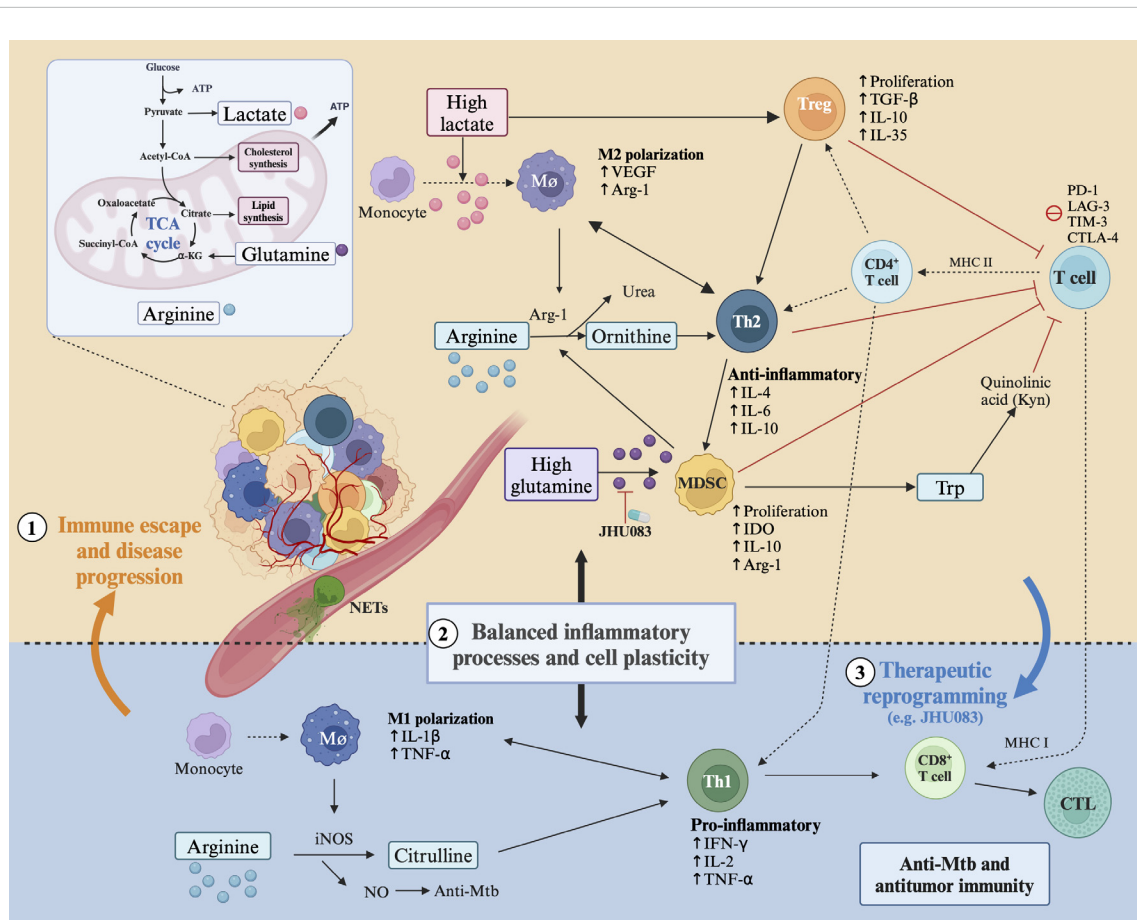 Glucose
ATP
Pyruvate
Lactate
ATP
Acetyl-CoA
Cholesterol
synthesis
Oxaloacetate
Citrate
Lipid
synthesis
TCA
cycle
Succinyl-CoA
α-KG
Glutamine
Arginine
High
lactate
Monocyte
Mø
M2 polarization
↑VEGF
↑Arg-1
Treg
↑Proliferation
↑TGF-β
↑IL-10
↑IL-35
PD-1
LAG-3
TIM-3
CTLA-4
CD4+
T cell
MHC II
T cell
Arg-1
Urea
Arginine
Ornithine
Th2
Anti-inflammatory
↑IL-4
↑IL-6
↑IL-10
Quinolinic
acid (Kyn)
High
glutamine
JHU083
MDSC
Trp
↑Proliferation
↑IDO
↑IL-10
↑Arg-1
1 Immune escape
and disease
progression
NETs
2 Balanced inflammatory
processes and cell plasticity
3 Therapeutic
reprogramming
(e.g. JHU083)
Monocyte
Mø
M1 polarization
↑IL-1β
↑TNF-α
Arginine
iNOS
Citrulline
NO
Anti-Mtb
Th1
Pro-inflammatory
↑IFN-γ
↑IL-2
↑TNF-α
CD8+
T cell
MHC I
CTL
Anti-Mtb and
antitumor immunity